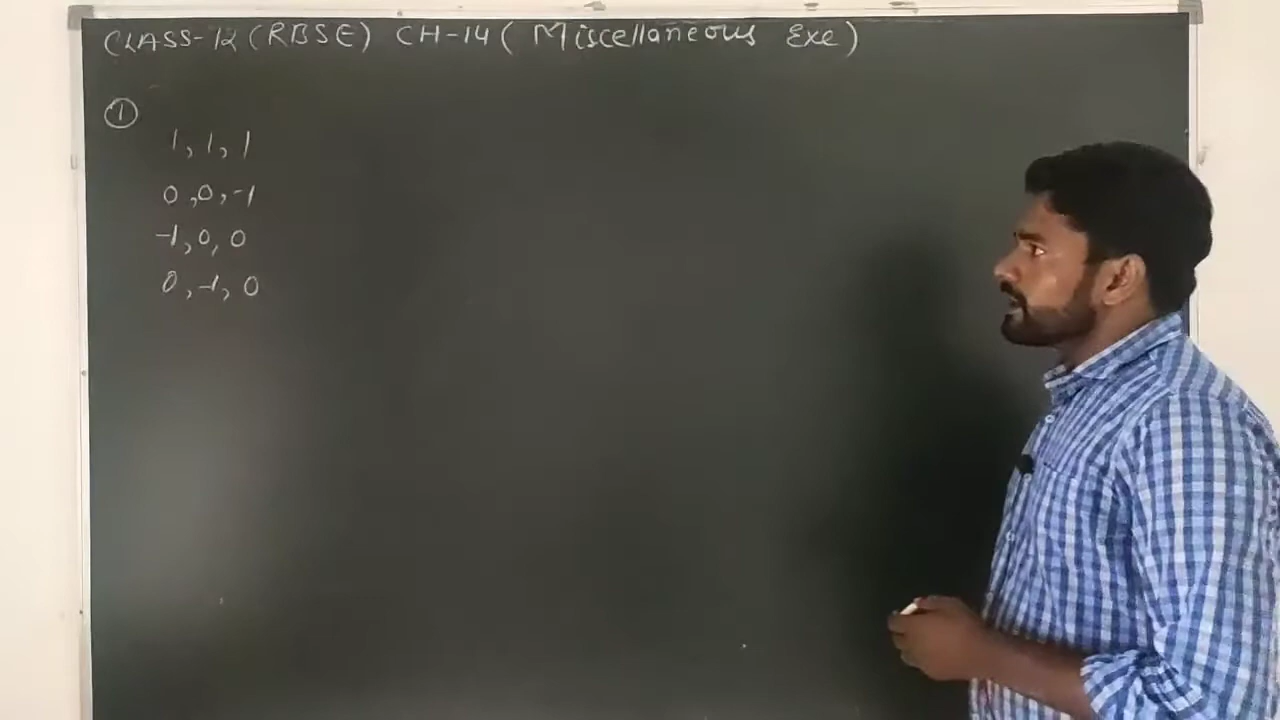 CLASS-12 (RBSE) CH-14 ( Miscellaneous Exe )
①
1, 1, 1
0, 0, -1
-1, 0, 0
0, -1, 0